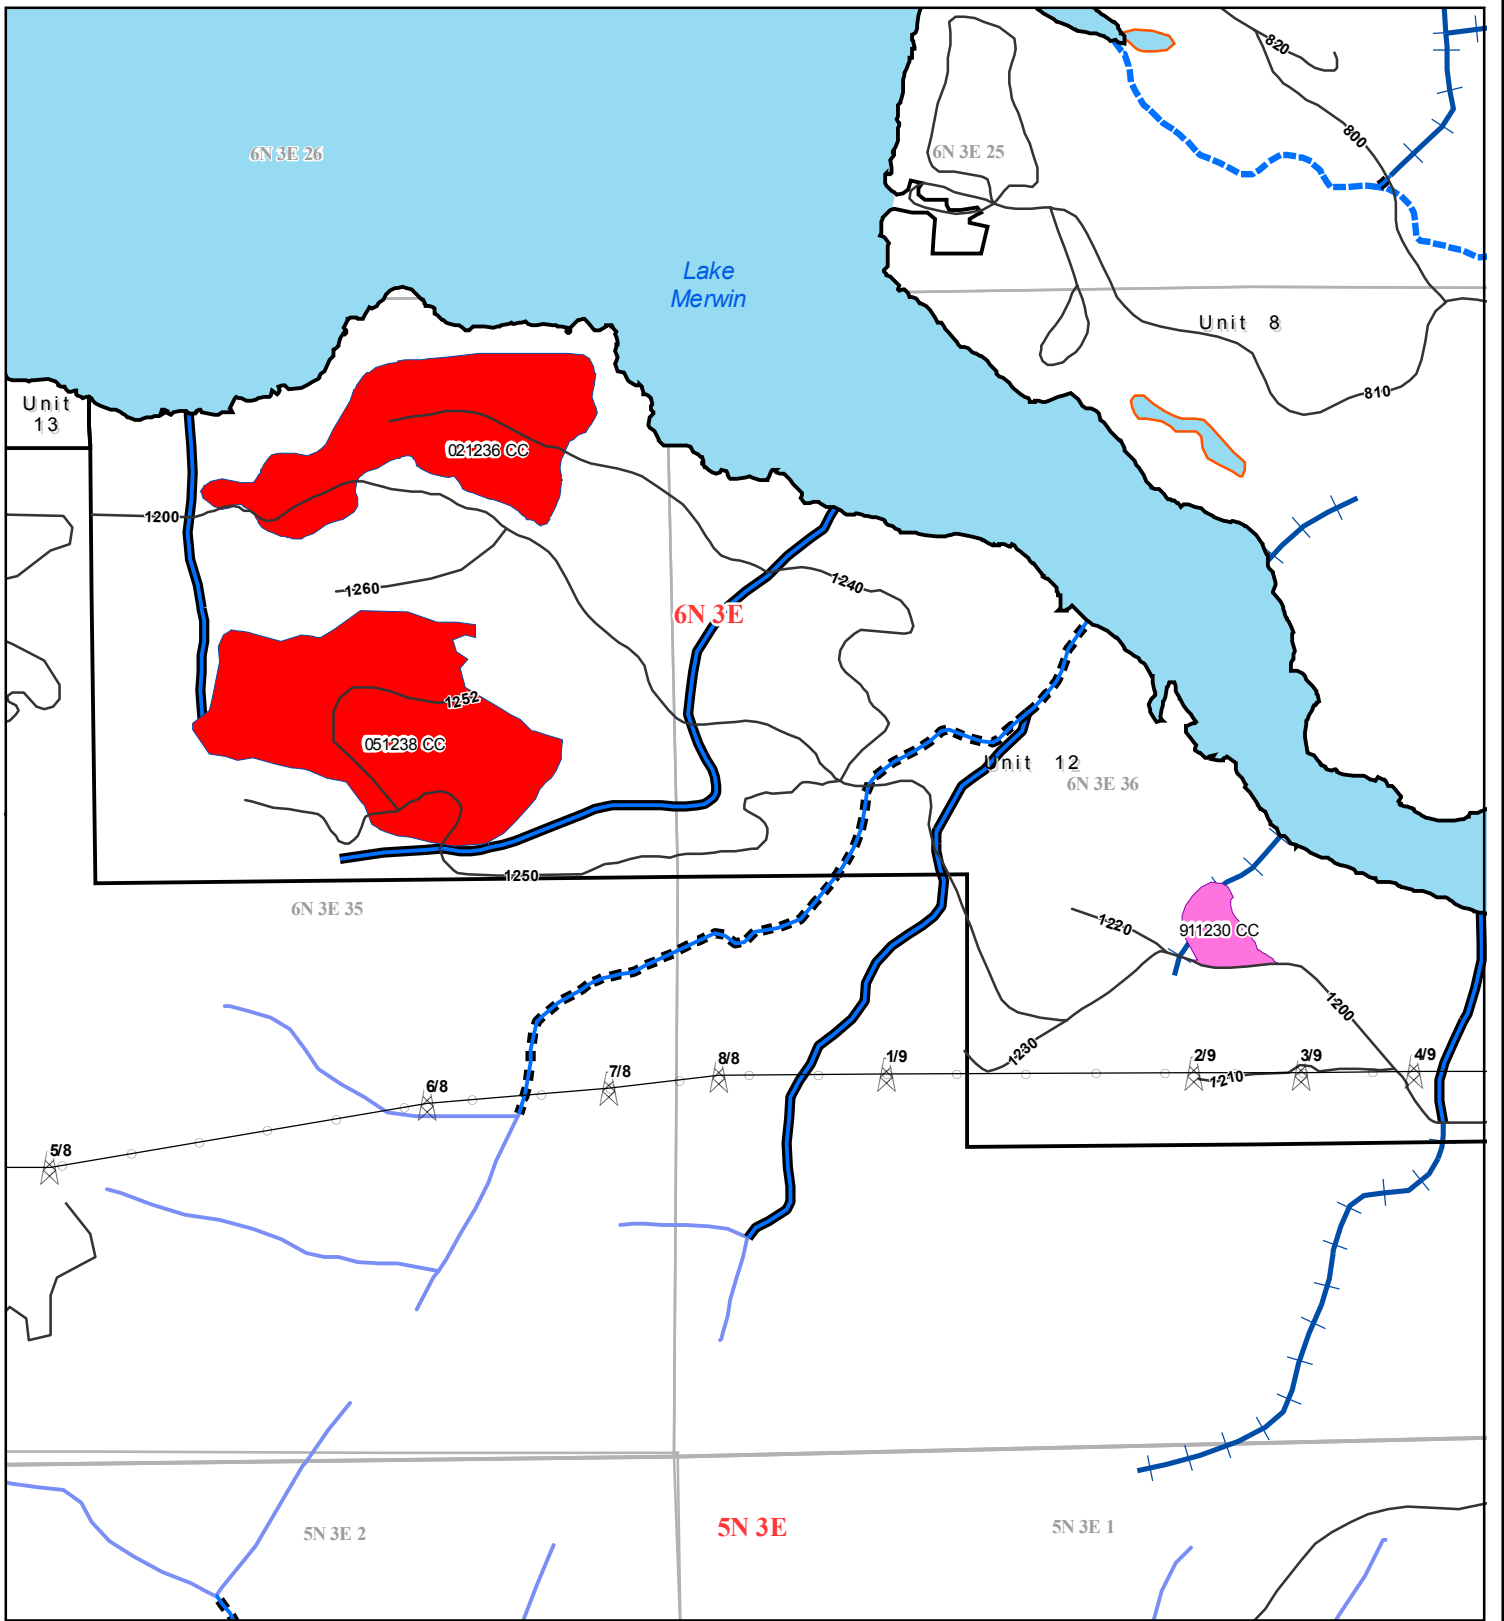 820
800
6N 3E 26
6N 3E 25
Lake
Merwin
Unit 8
810
Unit
13
021236 CC
1200
1260
1240
6N 3E
1252
051238 CC
Unit 12
6N 3E 36
1250
6N 3E 35
1220
911230 CC
1200
1230
1210
5/8
6/8
7/8
8/8
1/9
2/9
3/9
4/9
5N 3E 2
5N 3E
5N 3E 1